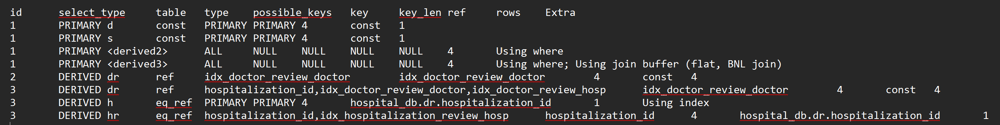 id select_type table type possible_keys key key_len ref rows Extra
1 PRIMARY d const PRIMARY PRIMARY 4 const 1
1 PRIMARY s const PRIMARY PRIMARY 4 const 1
1 PRIMARY <derived2> ALL NULL NULL NULL NULL 4 Using where
1 PRIMARY <derived3> ALL NULL NULL NULL NULL 4 Using where; Using join buffer (flat, BNL join)
2 DERIVED dr ref idx_doctor_review_doctor idx_doctor_review_doctor 4 const 4
3 DERIVED dr ref hospitalization_id,idx_doctor_review_doctor,idx_doctor_review_hosp idx_doctor_review_doctor 4 const 4
3 DERIVED h eq_ref PRIMARY PRIMARY 4 hospital_db.dr.hospitalization_id 1 Using index
3 DERIVED hr eq_ref hospitalization_id,idx_hospitalization_review_hosp hospitalization_id 4 hospital_db.dr.hospitalization_id 1